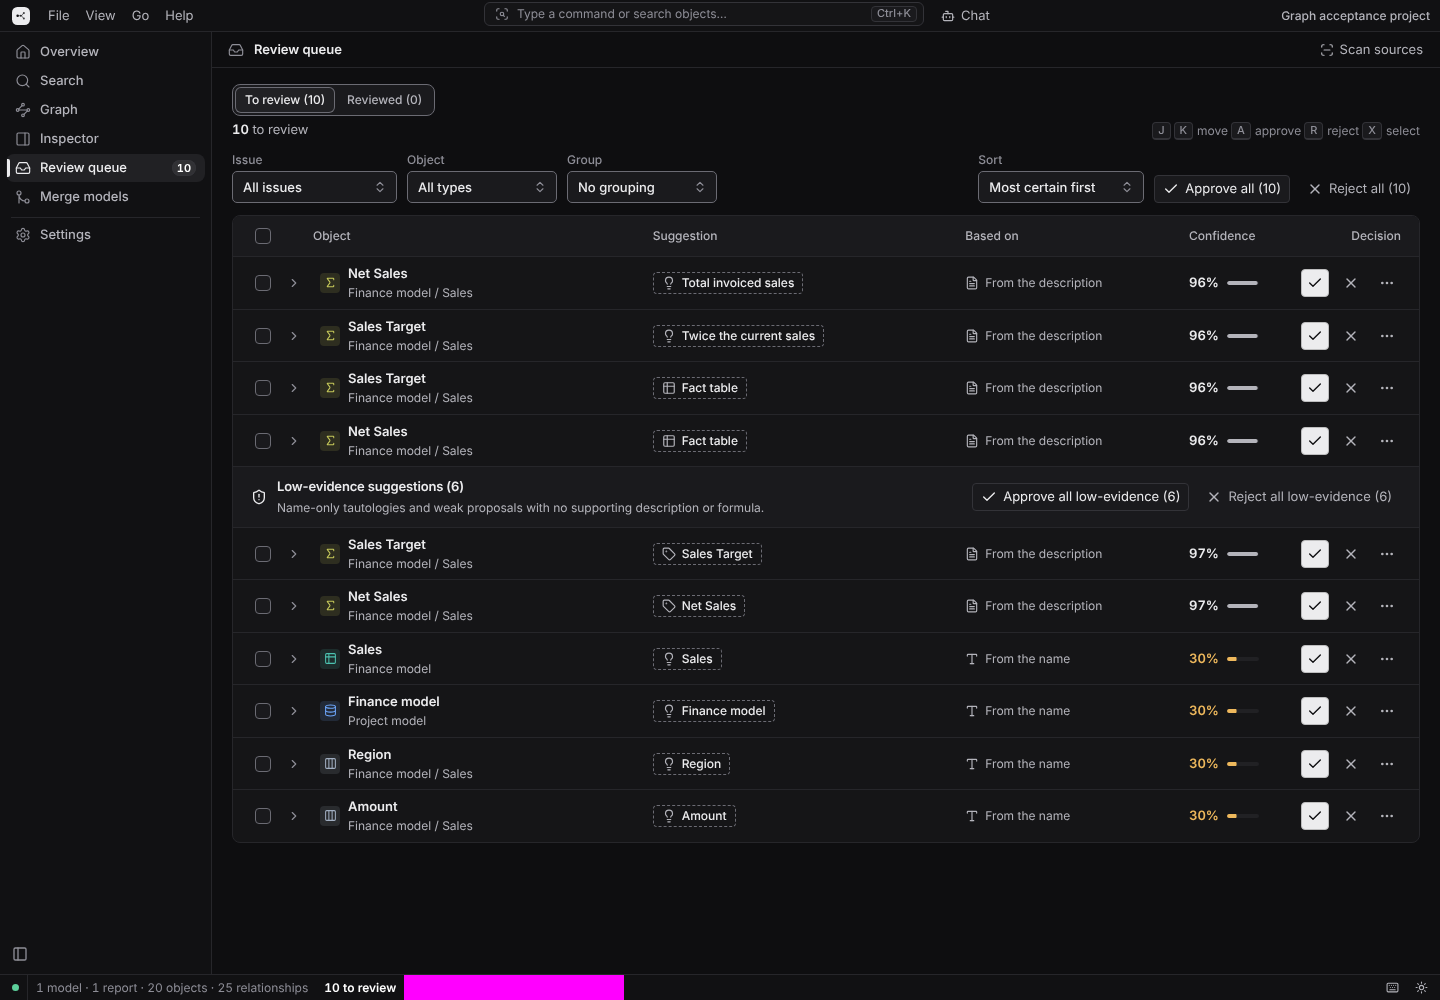 File View Go Help
Type a command or search objects... Ctrl+K
Chat
Graph acceptance project
Overview
Search
Graph
Inspector
Review queue 10
Merge models
Settings
Review queue
Scan sources
To review (10) Reviewed (0)
10 to review
J K move A approve R reject X select
Issue Object Group Sort
All issues All types No grouping Most certain first Approve all (10) Reject all (10)
Object Suggestion Based on Confidence Decision
Net Sales
Finance model / Sales
Total invoiced sales From the description 96%
Sales Target
Finance model / Sales
Twice the current sales From the description 96%
Sales Target
Finance model / Sales
Fact table From the description 96%
Net Sales
Finance model / Sales
Fact table From the description 96%
Low-evidence suggestions (6)
Name-only tautologies and weak proposals with no supporting description or formula.
Approve all low-evidence (6) Reject all low-evidence (6)
Sales Target
Finance model / Sales
Sales Target From the description 97%
Net Sales
Finance model / Sales
Net Sales From the description 97%
Sales
Finance model
Sales From the name 30%
Finance model
Project model
Finance model From the name 30%
Region
Finance model / Sales
Region From the name 30%
Amount
Finance model / Sales
Amount From the name 30%
1 model · 1 report · 20 objects · 25 relationships 10 to review